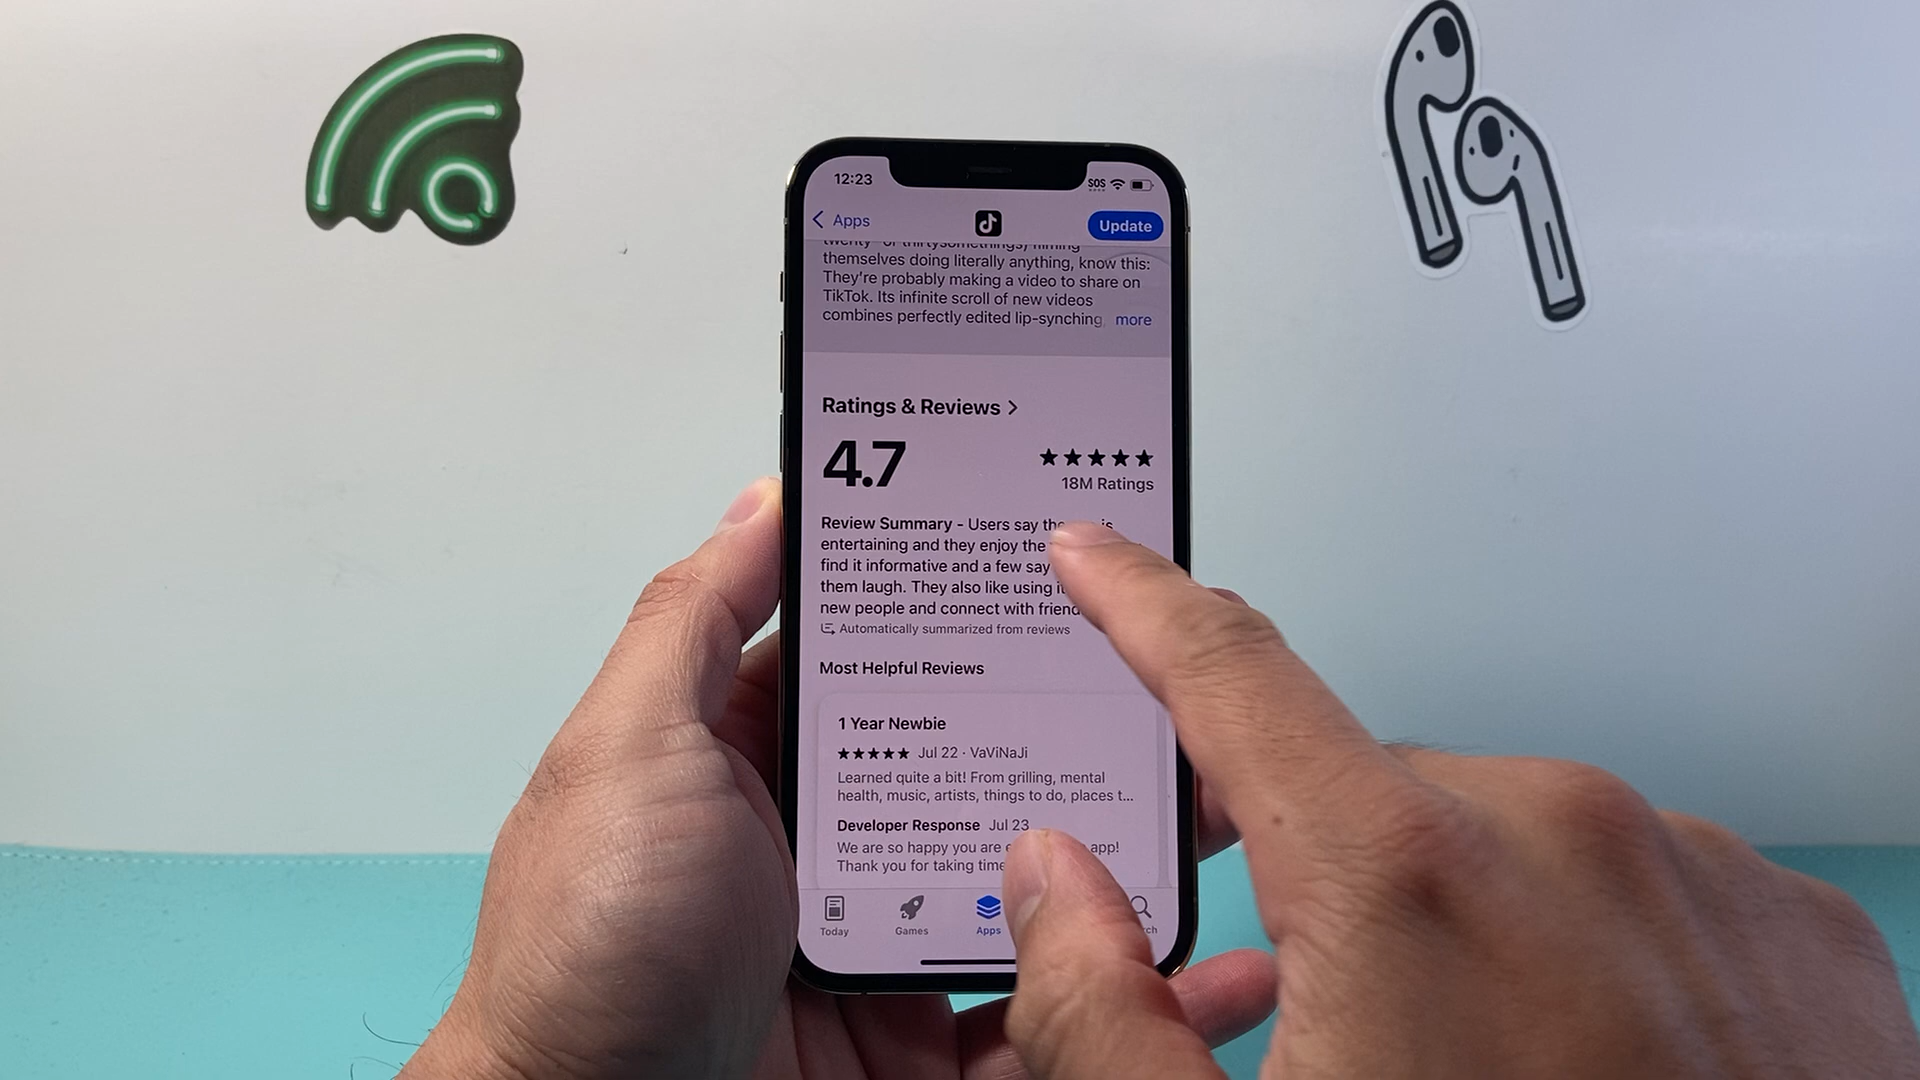 12:23
SOS
Apps
Update
twenty- or thirtysomethings) filming
themselves doing literally anything, know this:
They're probably making a video to share on
TikTok. Its infinite scroll of new videos
combines perfectly edited lip-synching, more
Ratings & Reviews
4.7
18M Ratings
Review Summary - Users say the is
entertaining and they enjoy the
find it informative and a few say
them laugh. They also like using
new people and connect with friend
Automatically summarized from reviews
Most Helpful Reviews
1 Year Newbie
★★★★★ Jul 22 · VaViNaJi
Learned quite a bit! From grilling, mental
health, music, artists, things to do, places t...
Developer Response Jul 23
We are so happy you are app!
Thank you for taking time
Today
Games
Apps